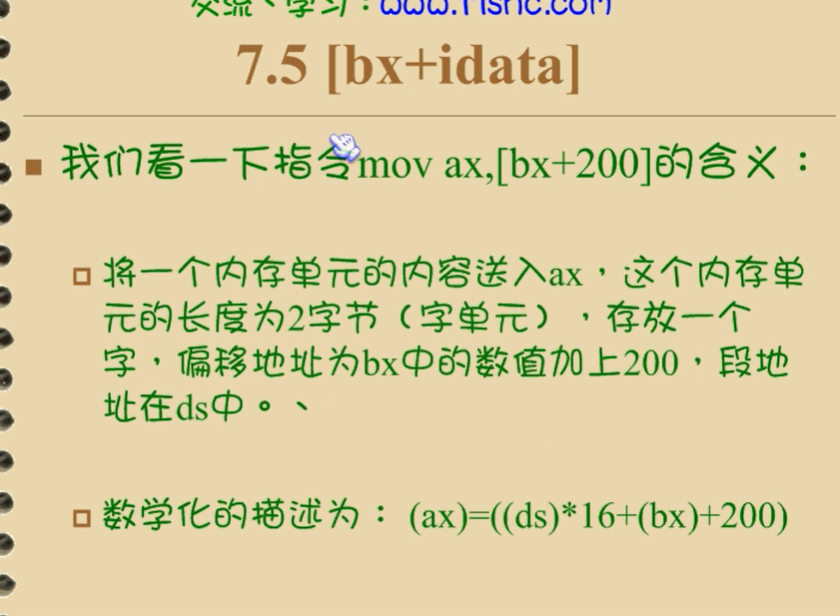 交流、学习：www.fishc.com
7.5 [bx+idata]
我们看一下指令mov ax,[bx+200]的含义：
将一个内存单元的内容送入ax，这个内存单
元的长度为2字节（字单元），存放一个
字，偏移地址为bx中的数值加上200，段地
址在ds中。、
数学化的描述为： (ax)=((ds)*16+(bx)+200)